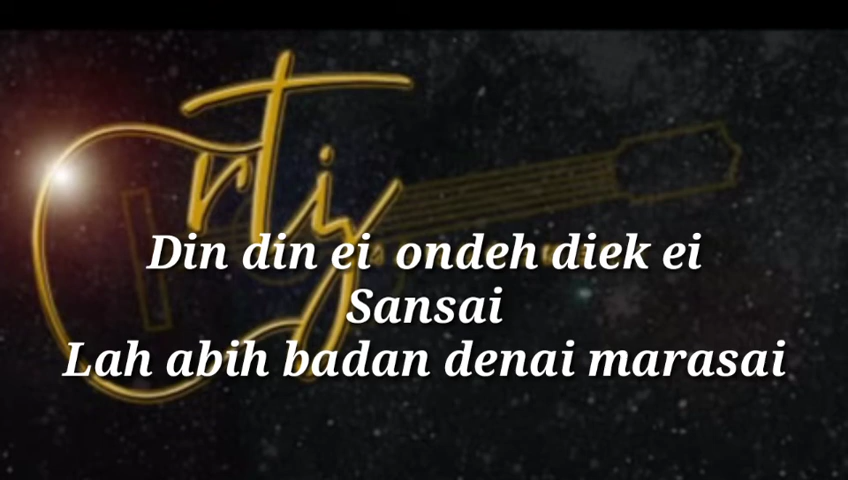 Din din ei ondeh diek ei
Sansai
Lah abih badan denai marasai